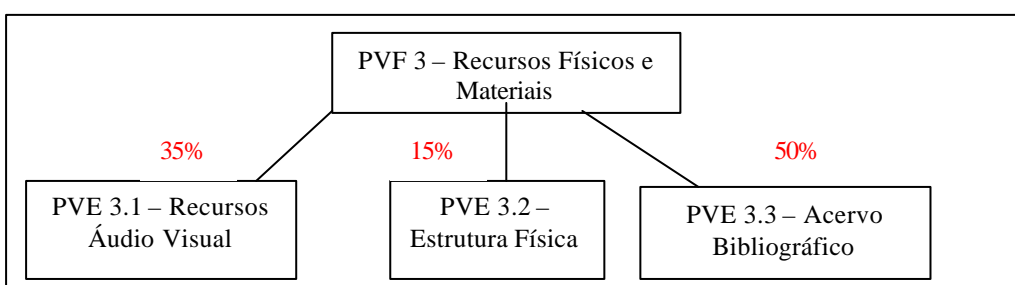 PVF 3 – Recursos Físicos e
Materiais
35%
15%
50%
PVE 3.1 – Recursos
Áudio Visual
PVE 3.2 –
Estrutura Física
PVE 3.3 – Acervo
Bibliográfico